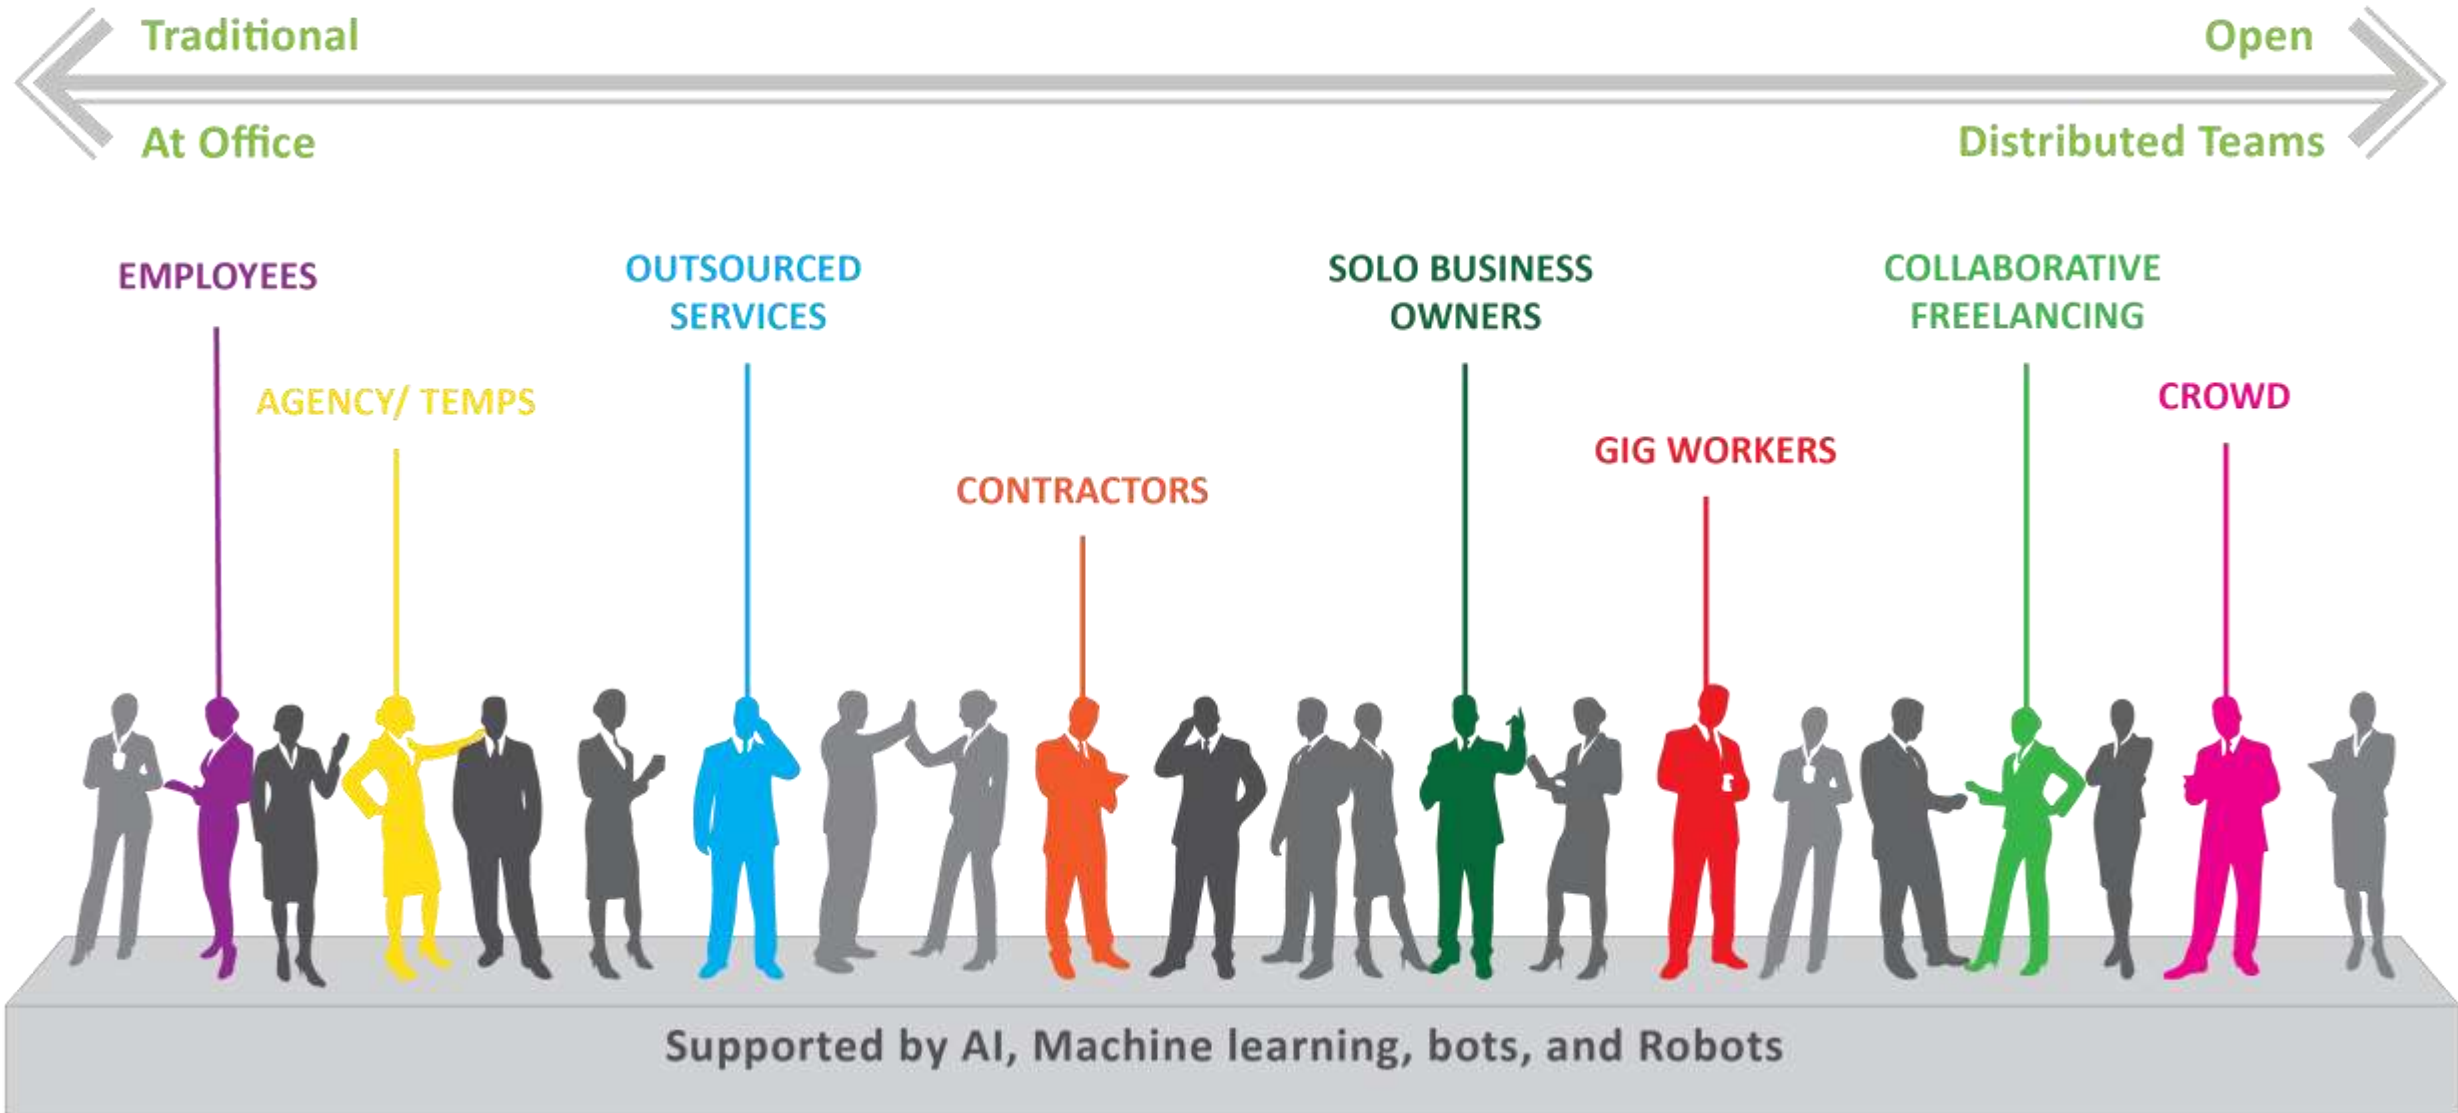 Traditional
Open
At Office
Distributed Teams
EMPLOYEES
AGENCY/ TEMPS
OUTSOURCED
SERVICES
CONTRACTORS
SOLO BUSINESS
OWNERS
GIG WORKERS
COLLABORATIVE
FREELANCING
CROWD
Supported by AI, Machine learning, bots, and Robots